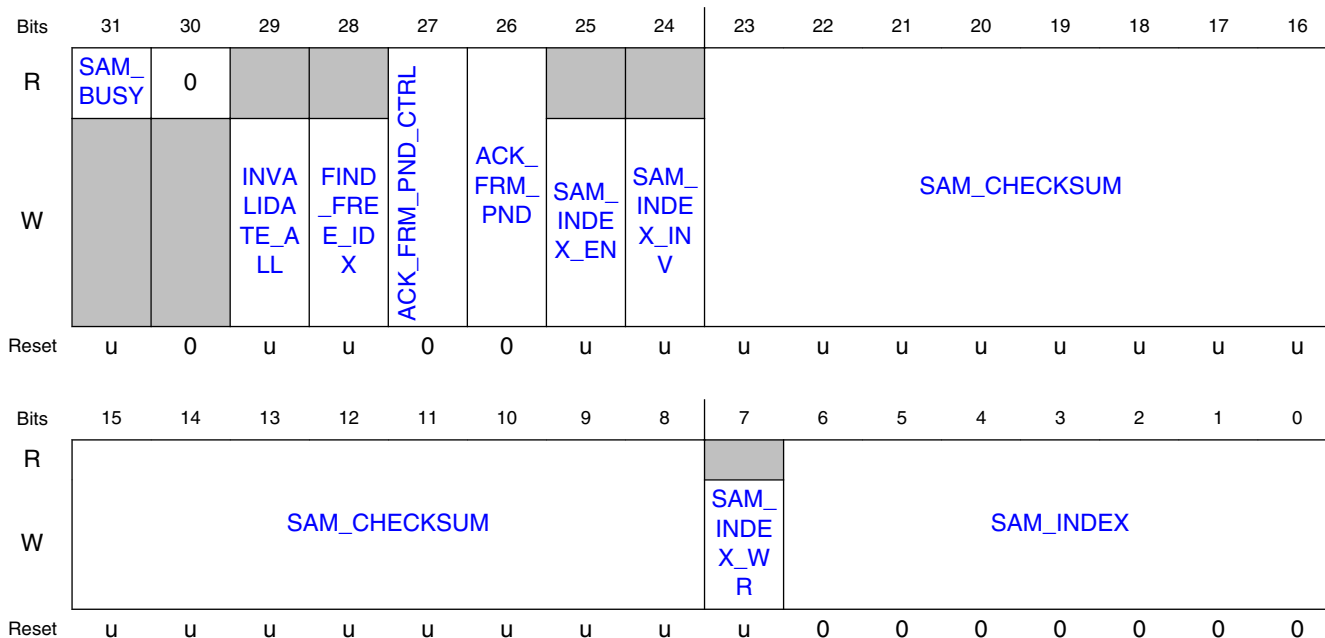 Bits 31 30 29 28 27 26 25 24 23 22 21 20 19 18 17 16
R SAM_
BUSY 0
W INVA
LIDA
TE_A
LL
FIND
_FRE
E_ID
X
ACK_FRM_PND_CTRL
ACK_
FRM_
PND
SAM_
INDE
X_EN
SAM_
INDE
X_IN
V
SAM_CHECKSUM
Reset u 0 u u 0 0 u u u u u u u u u u
Bits 15 14 13 12 11 10 9 8 7 6 5 4 3 2 1 0
R
W SAM_CHECKSUM
SAM_
INDE
X_W
R
SAM_INDEX
Reset u u u u u u u u u 0 0 0 0 0 0 0